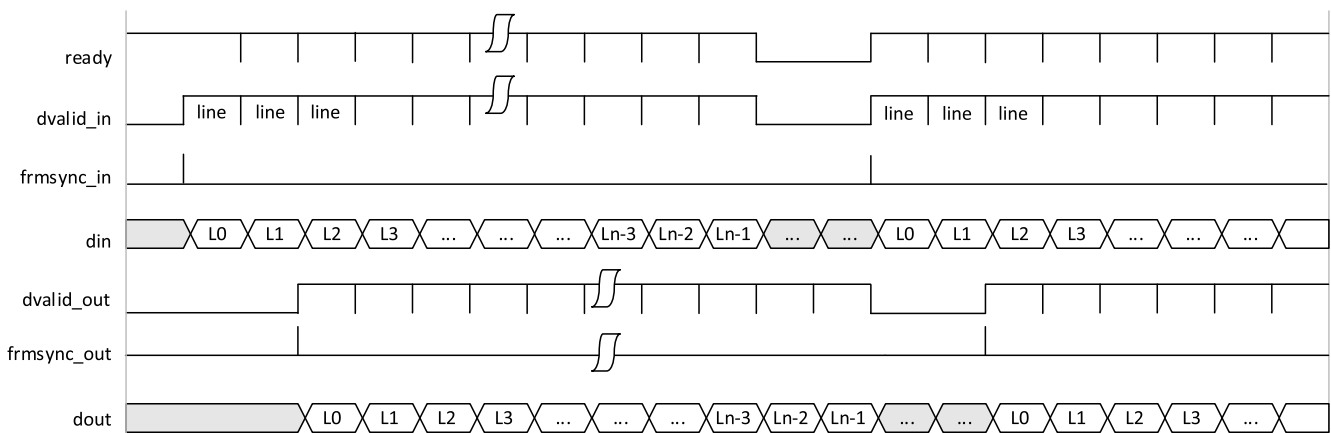 ready
dvalid_in line line line line line line
frmsync_in
din L0 L1 L2 L3 ... ... ... Ln-3 Ln-2 Ln-1 ... ... L0 L1 L2 L3 ... ... ...
dvalid_out
frmsync_out
dout L0 L1 L2 L3 ... ... ... Ln-3 Ln-2 Ln-1 ... ... L0 L1 L2 L3 ...